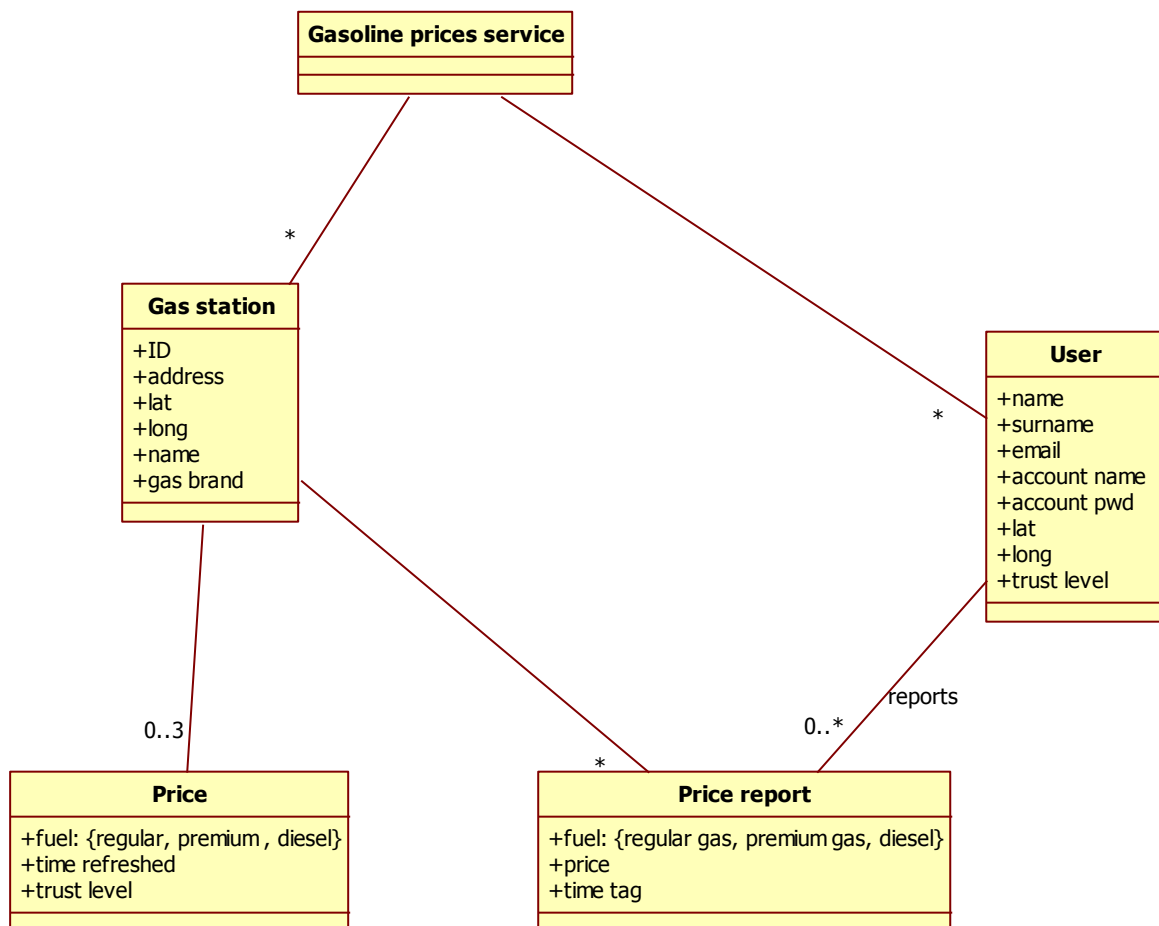 Gasoline prices service
*
Gas station
+ID
+address
+lat
+long
+name
+gas brand
*
User
+name
+surname
+email
+account name
+account pwd
+lat
+long
+trust level
reports
0..3
0..*
*
Price
+fuel: {regular, premium , diesel}
+time refreshed
+trust level
Price report
+fuel: {regular gas, premium gas, diesel}
+price
+time tag